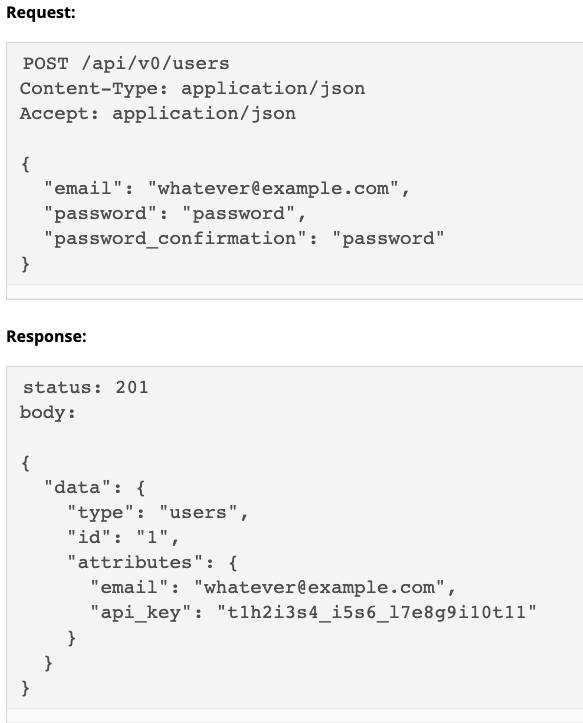 Request:
POST /api/v0/users
Content-Type: application/json
Accept: application/json
{
"email": "whatever@example.com",
"password": "password",
"password_confirmation": "password"
}
Response:
status: 201
body:
{
"data": {
"type": "users",
"id": "1",
"attributes": {
"email": "whatever@example.com",
"api_key": "t1h2i3s4_i5s6_l7e8g9i10t11"
}
}
}